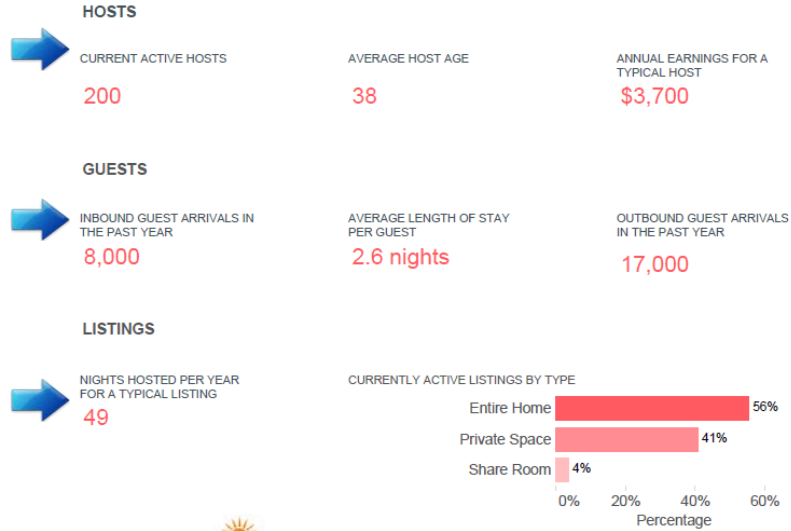 HOSTS
CURRENT ACTIVE HOSTS
200
AVERAGE HOST AGE
38
ANNUAL EARNINGS FOR A
TYPICAL HOST
$3,700
GUESTS
INBOUND GUEST ARRIVALS IN
THE PAST YEAR
8,000
AVERAGE LENGTH OF STAY
PER GUEST
2.6 nights
OUTBOUND GUEST ARRIVALS
IN THE PAST YEAR
17,000
LISTINGS
NIGHTS HOSTED PER YEAR
FOR A TYPICAL LISTING
49
CURRENTLY ACTIVE LISTINGS BY TYPE
Entire Home 56%
Private Space 41%
Share Room 4%
0% 20% 40% 60%
Percentage